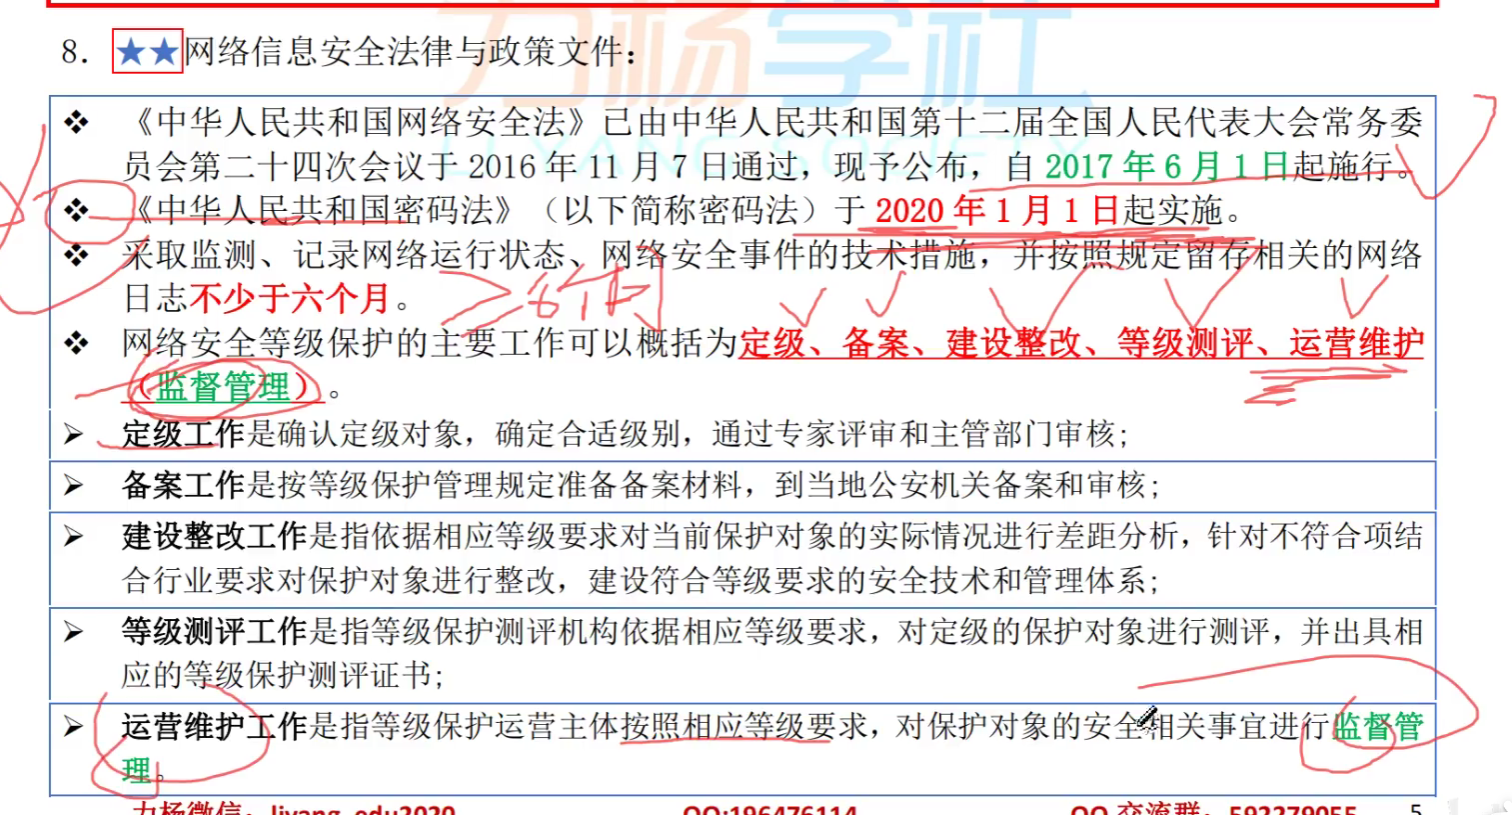 8. ★★网络信息安全法律与政策文件：
❖ 《中华人民共和国网络安全法》已由中华人民共和国第十二届全国人民代表大会常务委
员会第二十四次会议于 2016 年 11 月 7 日通过，现予公布，自 2017 年 6 月 1 日起施行。
❖ 《中华人民共和国密码法》（以下简称密码法）于 2020 年 1 月 1 日起实施。
❖ 采取监测、记录网络运行状态、网络安全事件的技术措施，并按照规定留存相关的网络
日志不少于六个月。
≥6个月
❖ 网络安全等级保护的主要工作可以概括为定级、备案、建设整改、等级测评、运营维护
（监督管理）。
➢ 定级工作是确认定级对象，确定合适级别，通过专家评审和主管部门审核;
➢ 备案工作是按等级保护管理规定准备备案材料，到当地公安机关备案和审核;
➢ 建设整改工作是指依据相应等级要求对当前保护对象的实际情况进行差距分析，针对不符合项结
合行业要求对保护对象进行整改，建设符合等级要求的安全技术和管理体系;
➢ 等级测评工作是指等级保护测评机构依据相应等级要求，对定级的保护对象进行测评，并出具相
应的等级保护测评证书;
➢ 运营维护工作是指等级保护运营主体按照相应等级要求，对保护对象的安全相关事宜进行监督管
理。
力杨微信：liyang_edu2020 QQ:196476114 QQ 交流群：592279055 5
力杨学社
LIYANG SOCIETY